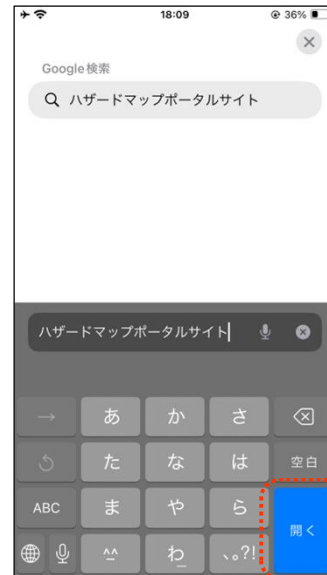 18:09
36%
Google検索
ハザードマップポータルサイト
ハザードマップポータルサイト
→ あ か さ
た な は 空白
ABC ま や ら 開く
^^ わ 、。?!